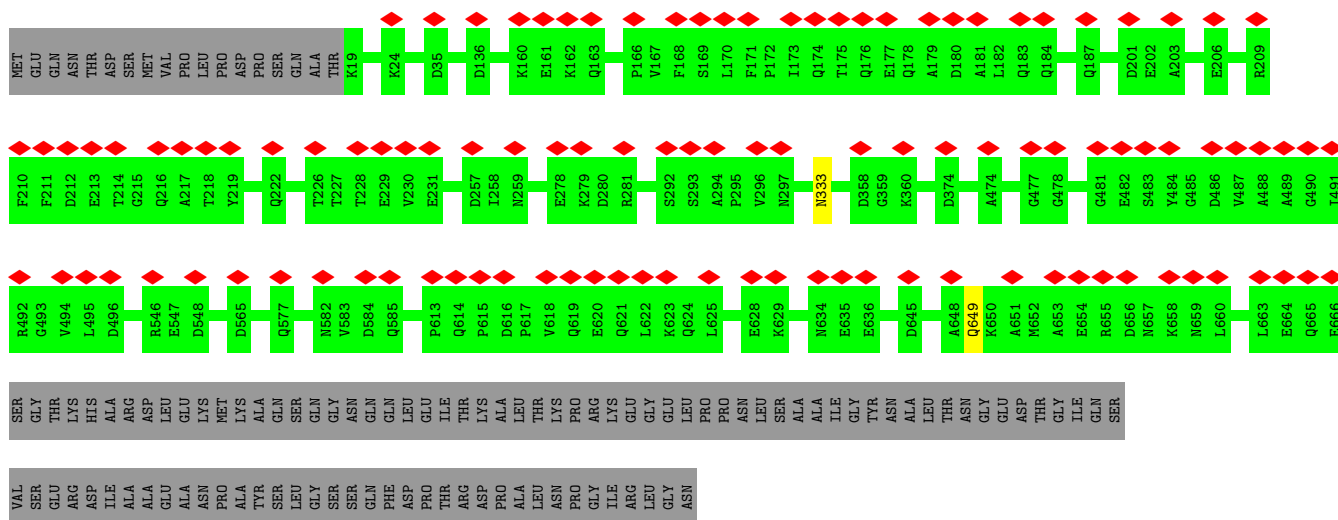 MET GLU GLN ASN THR ASP SER MET VAL PRO LEU PRO ASP PRO SER GLN ALA THR K19 K24 D35 D136 K160 E161 K162 Q163 P166 V167 F168 S169 L170 F171 P172 I173 Q174 T175 Q176 E177 Q178 A179 D180 A181 L182 Q183 Q184 Q187 D201 E202 A203 E206 R209
F210 F211 D212 E213 T214 G215 Q216 A217 T218 Y219 Q222 T226 T227 T228 E229 V230 E231 D257 I258 N259 E278 K279 D280 R281 S292 S293 A294 P295 V296 N297 N333 D358 G359 K360 D374 A474 G477 G478 G481 E482 S483 Y484 G485 D486 V487 A488 A489 G490 I491
R492 G493 V494 L495 D496 R546 E547 D548 D565 Q577 N582 V583 D584 Q585 P613 Q614 P615 D616 P617 V618 Q619 E620 Q621 L622 K623 Q624 L625 E628 K629 N634 E635 E636 D645 A648 Q649 K650 A651 M652 A653 E654 R655 D656 N657 K658 N659 L660 L663 E664 Q665 E666
SER GLY THR LYS HIS ALA ARG ASP LEU GLU LYS MET LYS ALA GLN SER GLN GLY ASN GLN GLN LEU GLU ILE THR LYS ALA LEU THR LYS PRO ARG LYS GLU GLY GLU LEU PRO PRO ASN LEU SER ALA ALA ILE GLY TYR ASN ALA LEU THR ASN GLY GLU ASP THR GLY ILE GLN SER
VAL SER GLU ARG ASP ILE ALA ALA GLU ALA ASN PRO ALA TYR SER LEU GLY SER SER GLN PHE ASP PRO THR ARG ASP PRO ALA LEU ASN PRO GLY ILE ARG LEU GLY ASN